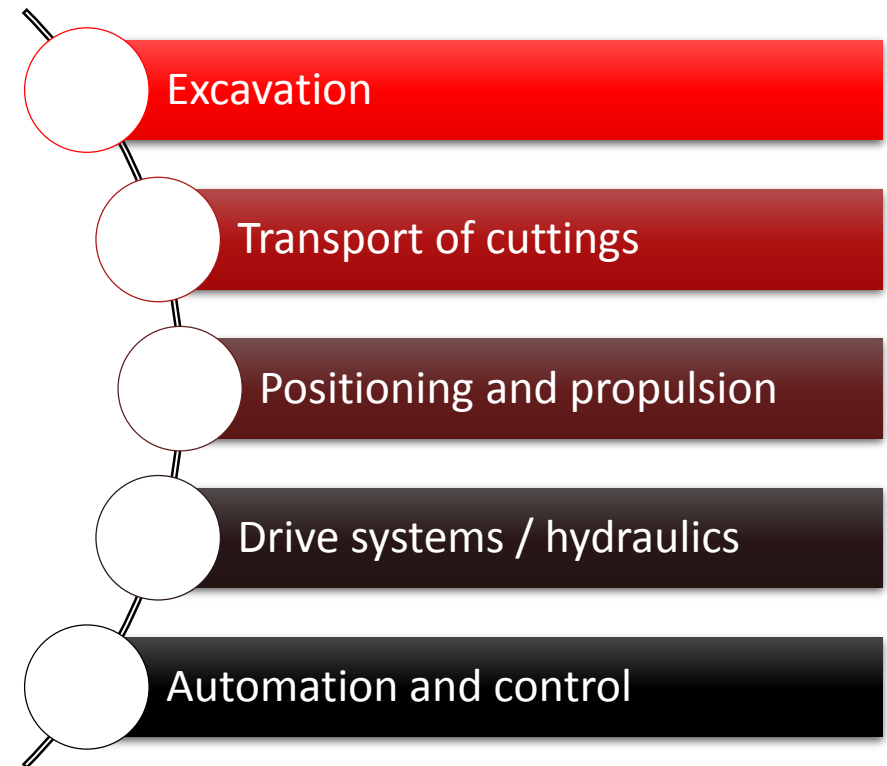 Excavation
Transport of cuttings
Positioning and propulsion
Drive systems / hydraulics
Automation and control